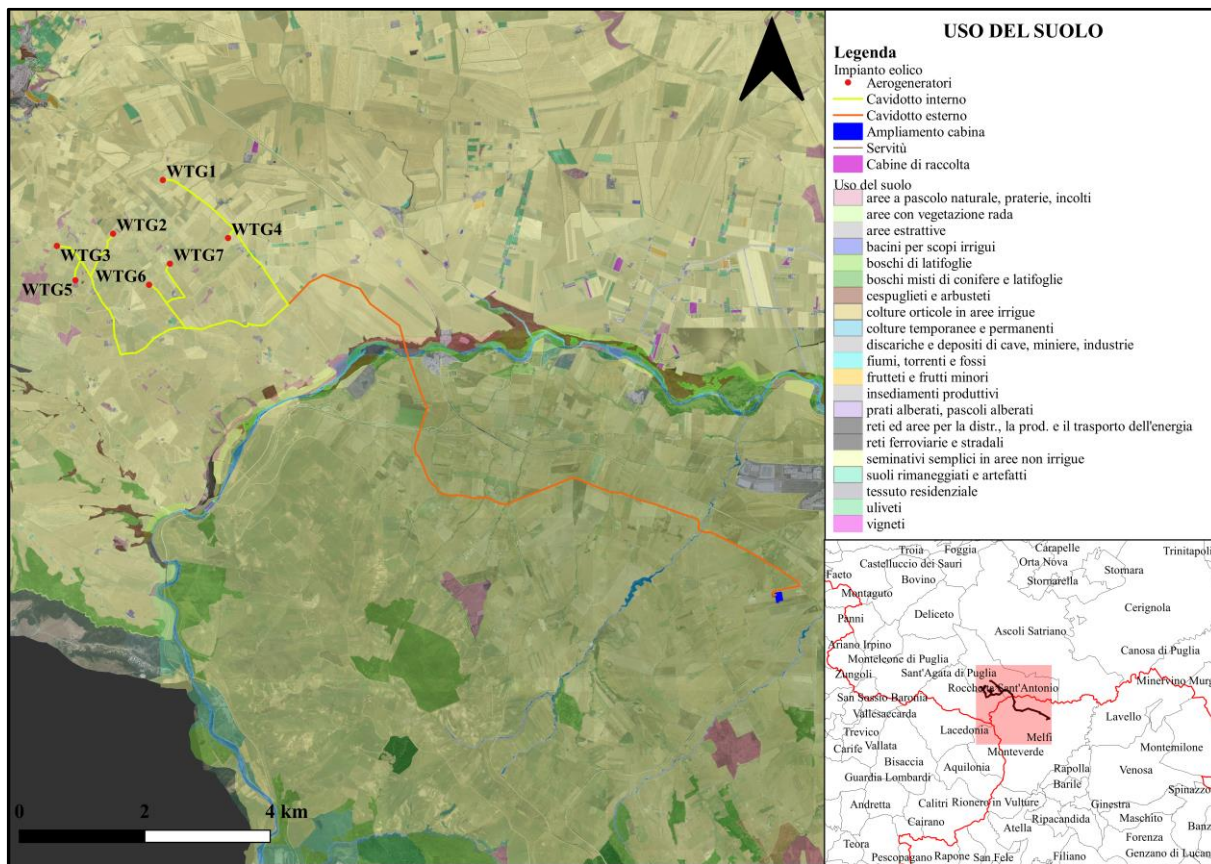 WTG1
WTG2
WTG4
WTG3
WTG7
WTG6
WTG5
0 2 4 km
USO DEL SUOLO
Legenda
Impianto eolico
Aerogeneratori
Cavidotto interno
Cavidotto esterno
Ampliamento cabina
Servitù
Cabine di raccolta
Uso del suolo
aree a pascolo naturale, praterie, incolti
aree con vegetazione rada
aree estrattive
bacini per scopi irrigui
boschi di latifoglie
boschi misti di conifere e latifoglie
cespuglieti e arbusteti
colture orticole in aree irrigue
colture temporanee e permanenti
discariche e depositi di cave, miniere, industrie
fiumi, torrenti e fossi
frutteti e frutti minori
insediamenti produttivi
prati alberati, pascoli alberati
reti ed aree per la distr., la prod. e il trasporto dell'energia
reti ferroviarie e stradali
seminativi semplici in aree non irrigue
suoli rimaneggiati e artefatti
tessuto residenziale
uliveti
vigneti
Troia Foggia Carapelle Trinitapoli
Castelluccio dei Sauri Orta Nova
Faeto Bovino Stornarella Stornara
Montaguto
Panni Deliceto Cerignola
Ascoli Satriano
Ariano Irpino Canosa di Puglia
Monteleone di Puglia
Zungoli Sant'Agata di Puglia Minervino Murg
San Sossio Baronia Rocchetta Sant'Antonio
Vallesaccarda Lavello
Trevico Lacedonia Melfi
Carife Vallata Monteverde Montemilone
Bisaccia Aquilonia Rapolla Venosa
Guardia Lombardi Barile Spinazzo
Andretta Calitri Rionero in Vulture Ginestra
Cairano Ripacandida Maschito Banz
Teora Atella Forenza
Pescopagano Rapone San Fele Filiano Genzano di Lucan